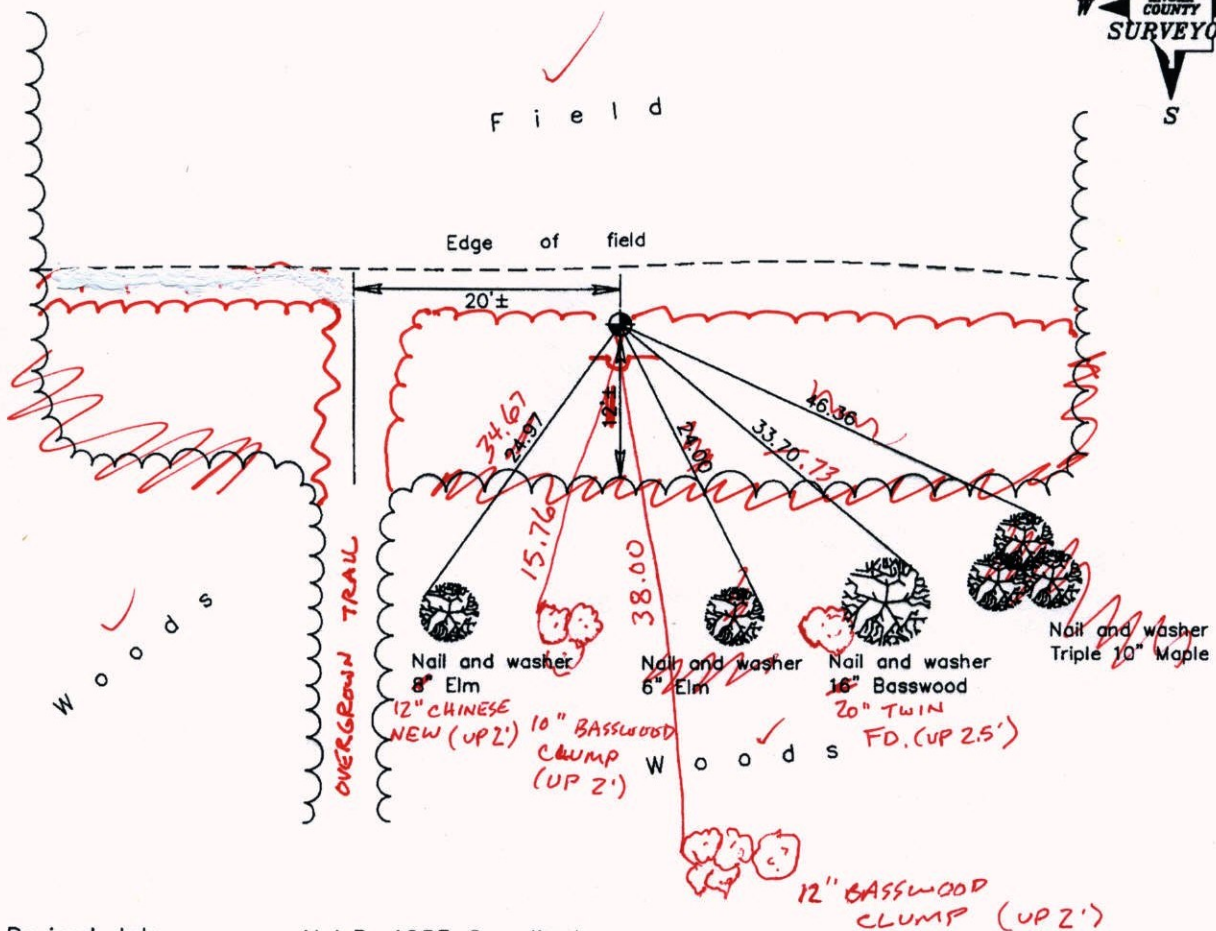 W
COUNTY
SURVEYO
S
Field
Edge of field
20'±
12'±
34.67
24.97
15.76
38.00
24.00
33.70
.73
46.36
OVERGROWN TRAIL
Woods
Nail and washer
8" Elm
12" CHINESE
NEW (UP 2')
10" BASSWOOD
CLUMP
(UP 2')
Nail and washer
6" Elm
Nail and washer
16" Basswood
20" TWIN
FD. (UP 2.5')
Nail and washer
Triple 10" Maple
Woods
12" BASSWOOD
CLUMP (UP 2')